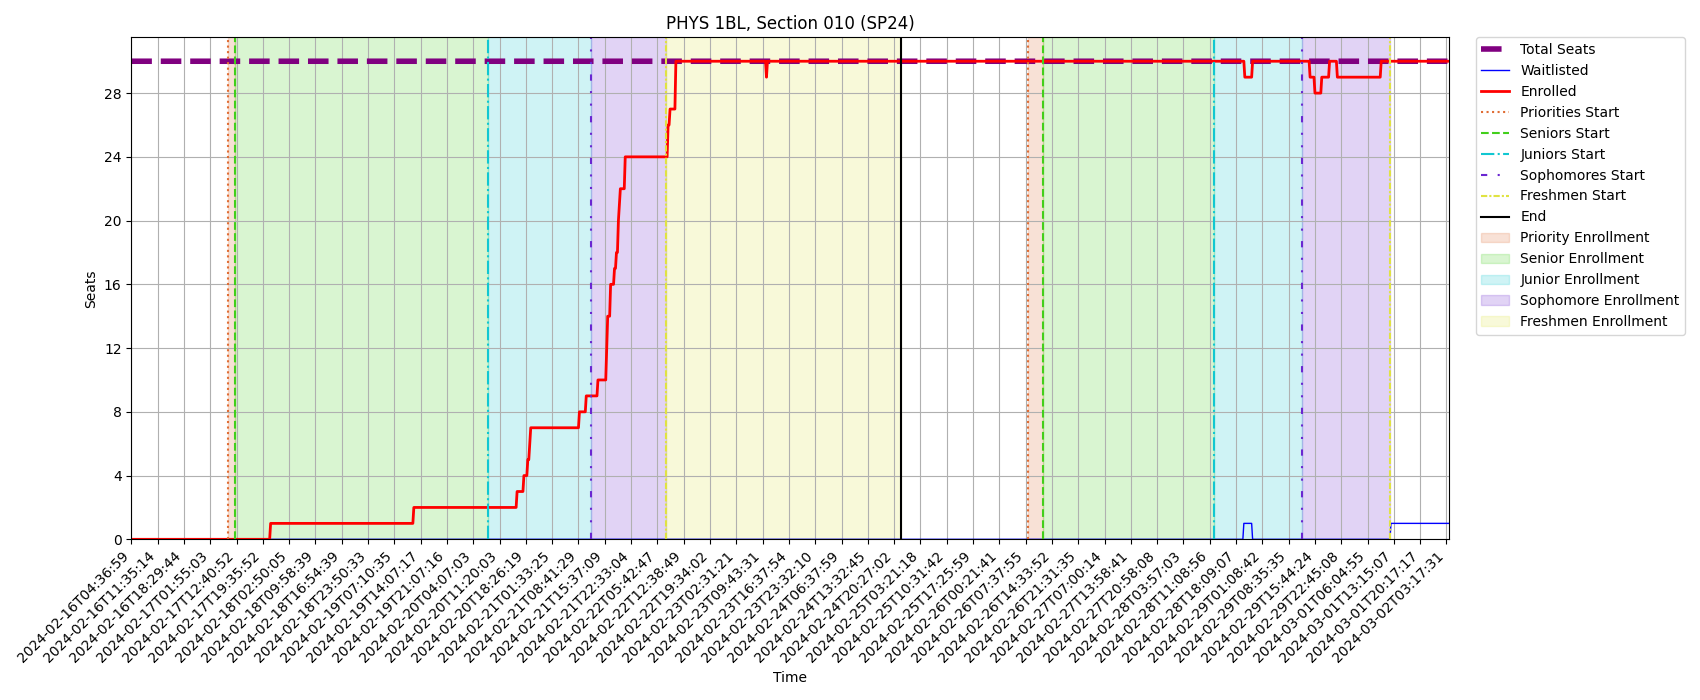 PHYS 1BL, Section 010 (SP24)
Total Seats
Waitlisted
Enrolled
Priorities Start
Seniors Start
Juniors Start
Sophomores Start
Freshmen Start
End
Priority Enrollment
Senior Enrollment
Junior Enrollment
Sophomore Enrollment
Freshmen Enrollment
Seats
28
24
20
16
12
8
4
0
2024-02-16T04:36:59
2024-02-16T11:35:14
2024-02-16T18:29:44
2024-02-17T01:55:03
2024-02-17T12:40:52
2024-02-17T19:35:52
2024-02-18T02:50:05
2024-02-18T09:58:39
2024-02-18T16:54:39
2024-02-18T23:50:33
2024-02-19T07:10:35
2024-02-19T14:07:17
2024-02-19T21:07:16
2024-02-20T04:07:03
2024-02-20T11:20:03
2024-02-20T18:26:19
2024-02-21T01:33:25
2024-02-21T08:41:29
2024-02-21T15:37:09
2024-02-21T22:33:04
2024-02-22T05:42:47
2024-02-22T12:38:49
2024-02-22T19:34:02
2024-02-23T02:31:21
2024-02-23T09:43:31
2024-02-23T16:37:54
2024-02-23T23:32:10
2024-02-24T06:37:59
2024-02-24T13:32:45
2024-02-24T20:27:02
2024-02-25T03:21:18
2024-02-25T10:31:42
2024-02-25T17:25:59
2024-02-26T00:21:41
2024-02-26T07:37:55
2024-02-26T14:33:52
2024-02-26T21:31:35
2024-02-27T07:00:14
2024-02-27T13:58:41
2024-02-27T20:58:08
2024-02-28T03:57:03
2024-02-28T11:08:56
2024-02-28T18:09:07
2024-02-29T01:08:42
2024-02-29T08:35:35
2024-02-29T15:44:24
2024-02-29T22:45:08
2024-03-01T06:04:55
2024-03-01T13:15:07
2024-03-01T20:17:17
2024-03-02T03:17:31
Time